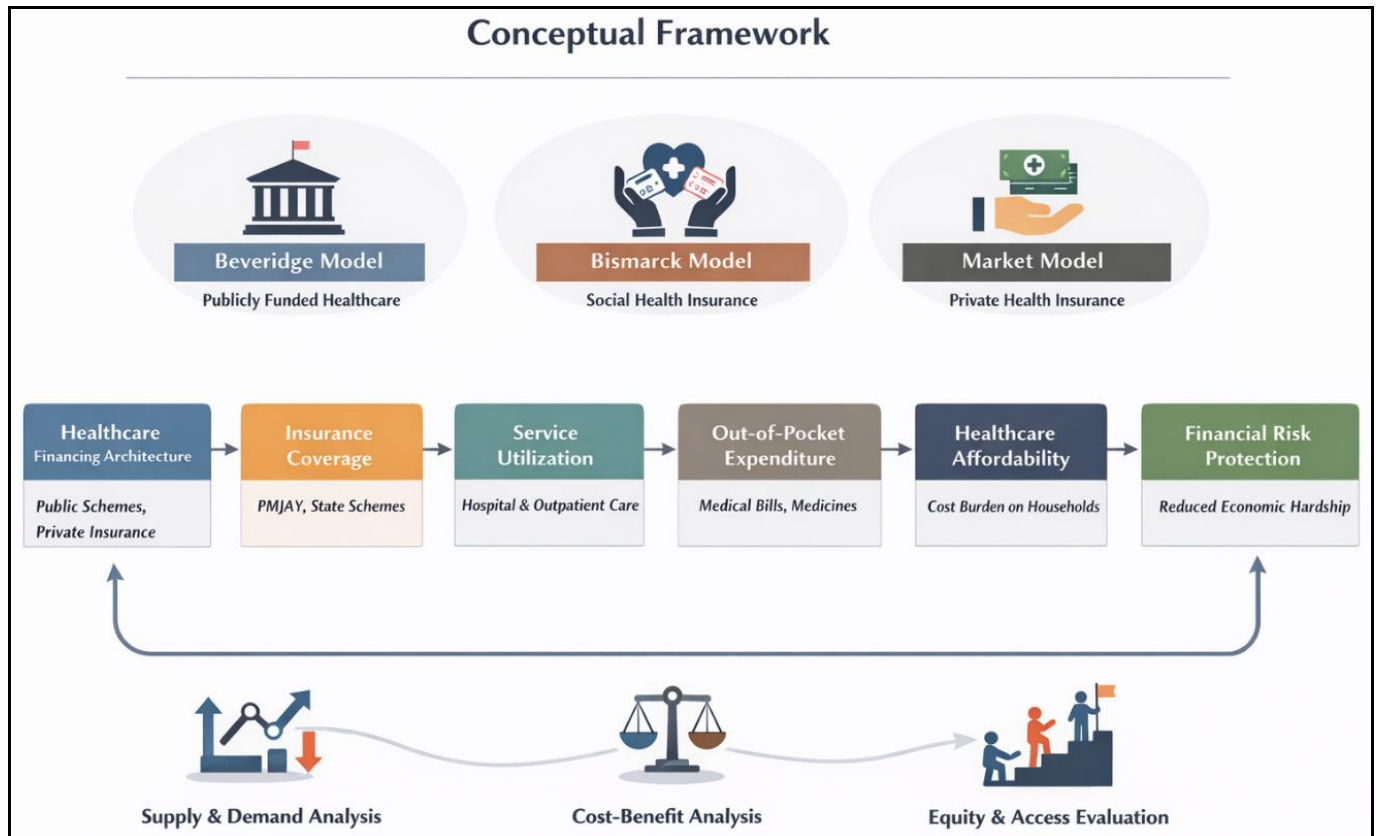 Conceptual Framework
Beveridge Model
Publicly Funded Healthcare
Bismarck Model
Social Health Insurance
Market Model
Private Health Insurance
Healthcare
Financing Architecture
Public Schemes,
Private Insurance
Insurance
Coverage
PMJAY, State Schemes
Service
Utilization
Hospital & Outpatient Care
Out-of-Pocket
Expenditure
Medical Bills, Medicines
Healthcare
Affordability
Cost Burden on Households
Financial Risk
Protection
Reduced Economic Hardship
Supply & Demand Analysis
Cost-Benefit Analysis
Equity & Access Evaluation